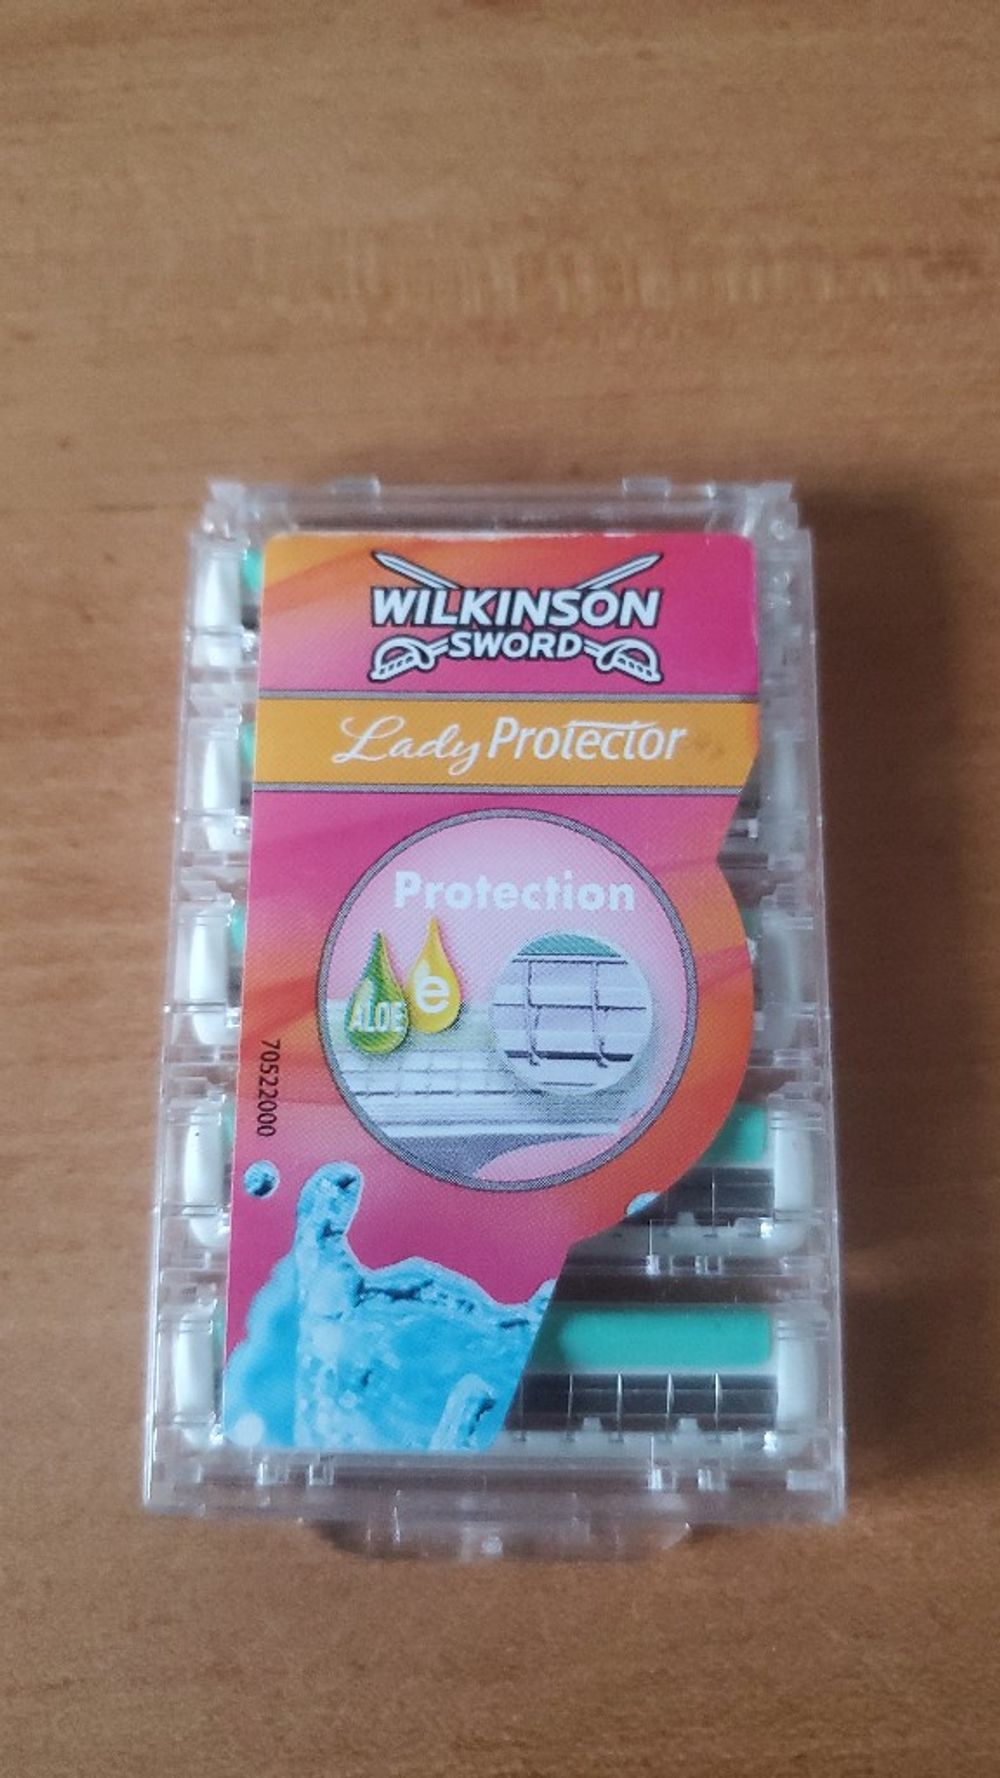 WILKINSON
SWORD
Lady Protector
Protection
ALOE
e
70522000